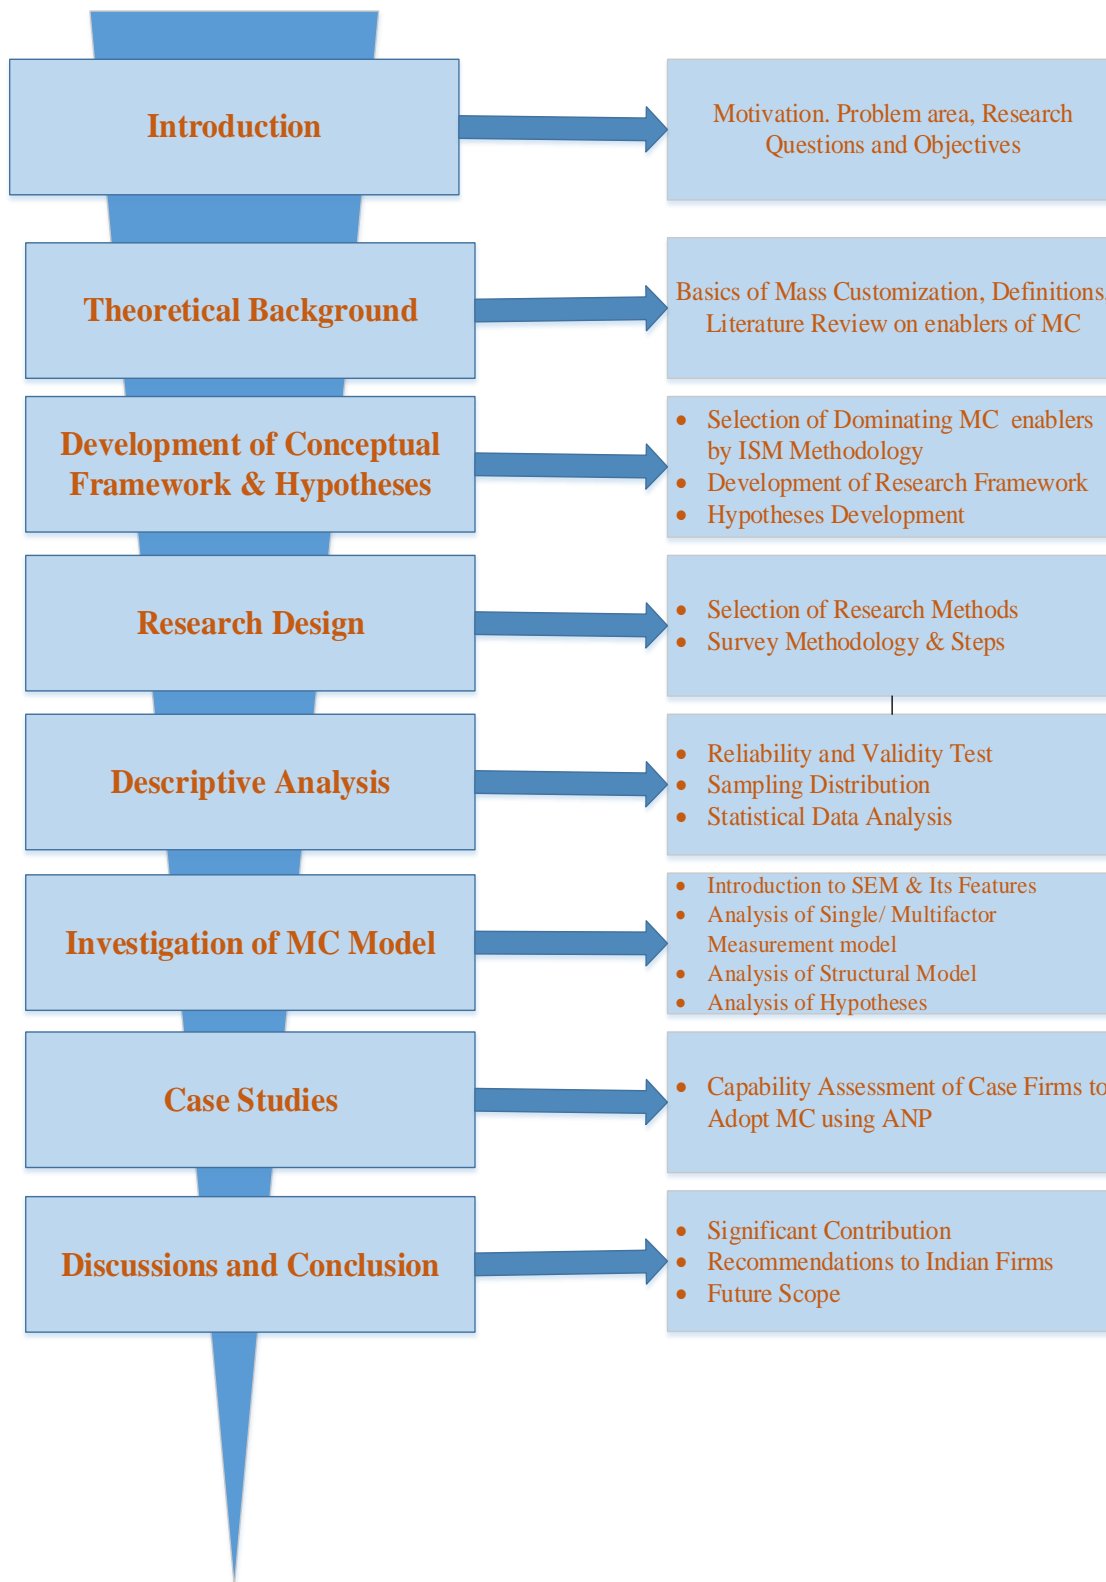 Introduction
Motivation. Problem area, Research
Questions and Objectives
Theoretical Background
Basics of Mass Customization, Definitions,
Literature Review on enablers of MC
Development of Conceptual
Framework & Hypotheses
• Selection of Dominating MC enablers
by ISM Methodology
• Development of Research Framework
• Hypotheses Development
Research Design
• Selection of Research Methods
• Survey Methodology & Steps
Descriptive Analysis
• Reliability and Validity Test
• Sampling Distribution
• Statistical Data Analysis
Investigation of MC Model
• Introduction to SEM & Its Features
• Analysis of Single/ Multifactor
Measurement model
• Analysis of Structural Model
• Analysis of Hypotheses
Case Studies
• Capability Assessment of Case Firms to
Adopt MC using ANP
Discussions and Conclusion
• Significant Contribution
• Recommendations to Indian Firms
• Future Scope